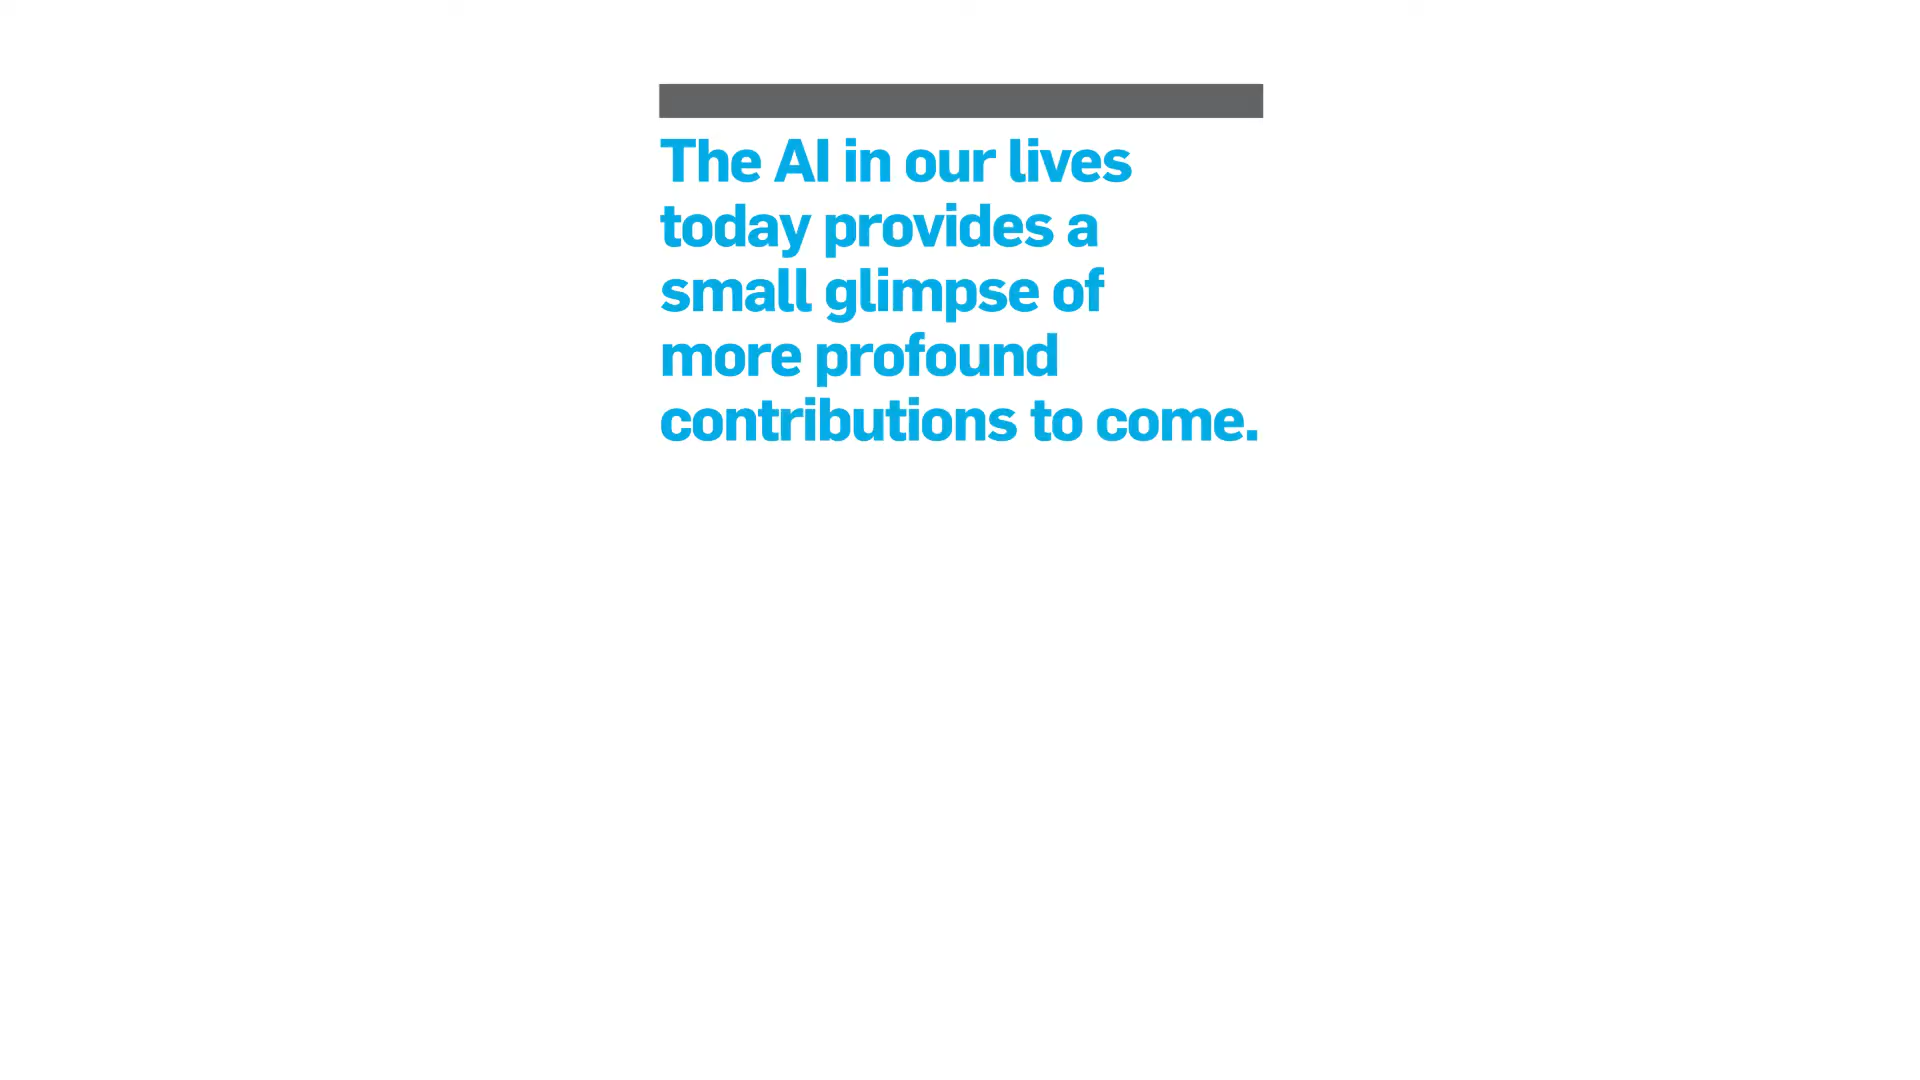 The AI in our lives
today provides a
small glimpse of
more profound
contributions to come.